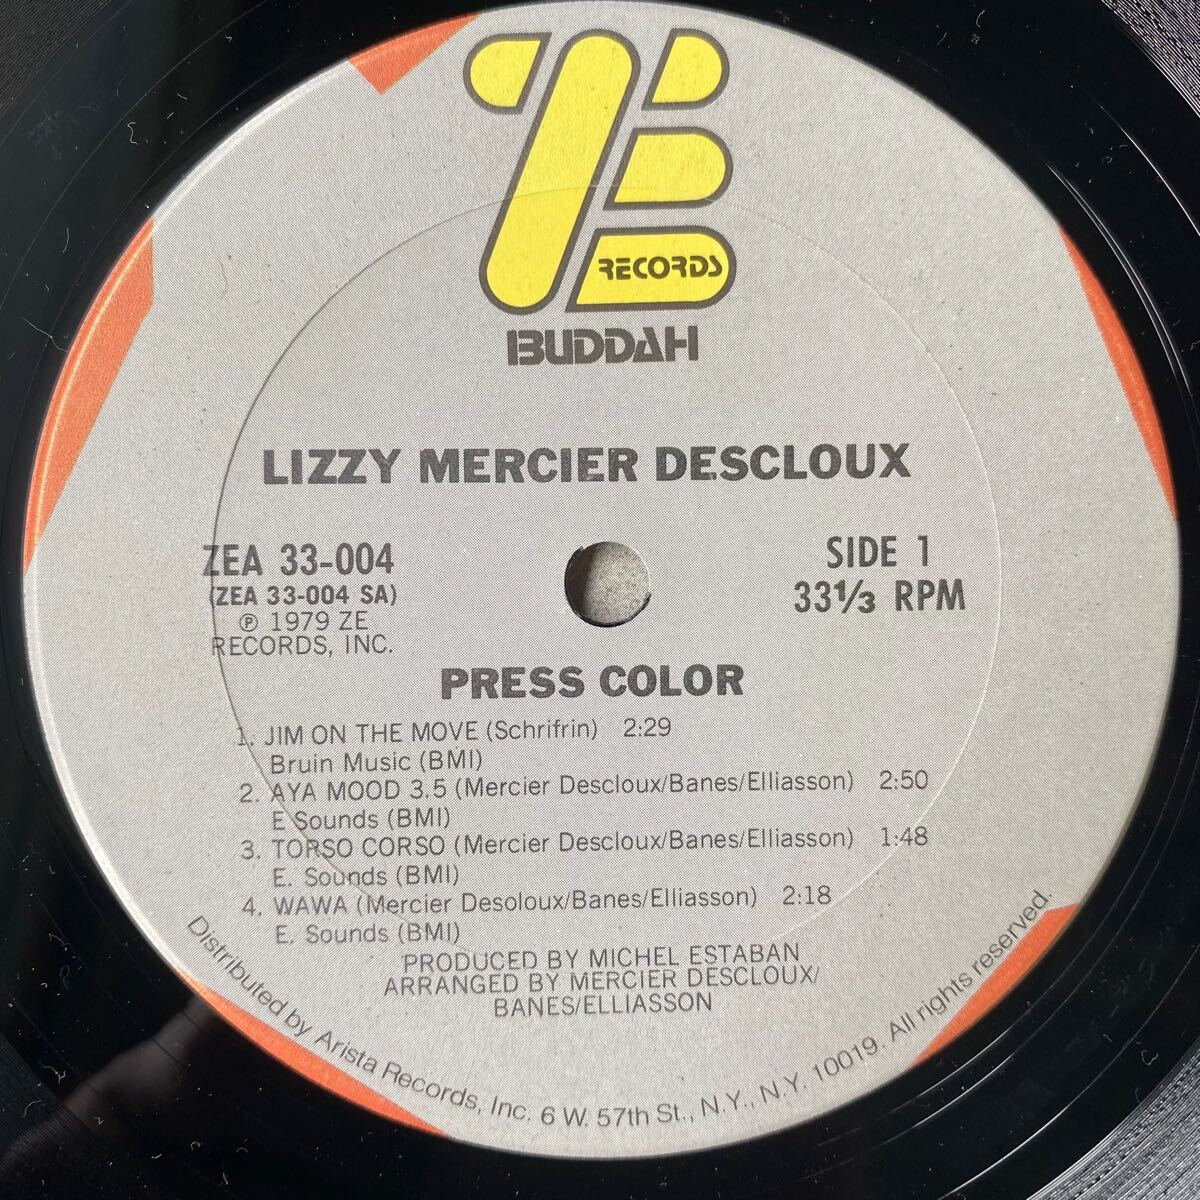 ZE
RECORDS
BUDDAH
LIZZY MERCIER DESCLOUX
ZEA 33-004
(ZEA 33-004 SA)
℗ 1979 ZE
RECORDS, INC.
SIDE 1
33⅓ RPM
PRESS COLOR
1. JIM ON THE MOVE (Schrifrin) 2:29
Bruin Music (BMI)
2. AYA MOOD 3.5 (Mercier Descloux/Banes/Elliasson) 2:50
E Sounds (BMI)
3. TORSO CORSO (Mercier Descloux/Banes/Elliasson) 1:48
E. Sounds (BMI)
4. WAWA (Mercier Desoloux/Banes/Elliasson) 2:18
E. Sounds (BMI)
PRODUCED BY MICHEL ESTABAN
ARRANGED BY MERCIER DESCLOUX/
BANES/ELLIASSON
Distributed by Arista Records, Inc. 6 W. 57th St., N.Y., N.Y. 10019. All rights reserved.